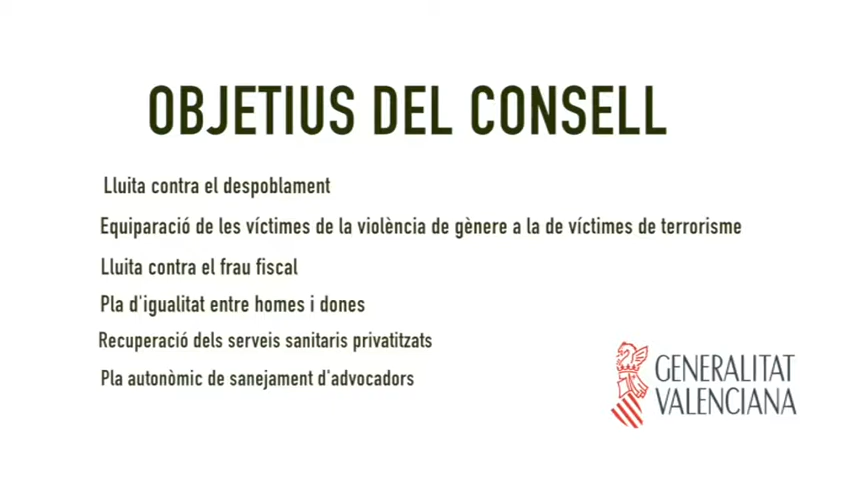 OBJETIUS DEL CONSELL
Lluita contra el despoblament
Equiparació de les víctimes de la violència de gènere a la de víctimes de terrorisme
Lluita contra el frau fiscal
Pla d'igualtat entre homes i dones
Recuperació dels serveis sanitaris privatitzats
Pla autonòmic de sanejament d'advocadors
GENERALITAT
VALENCIANA